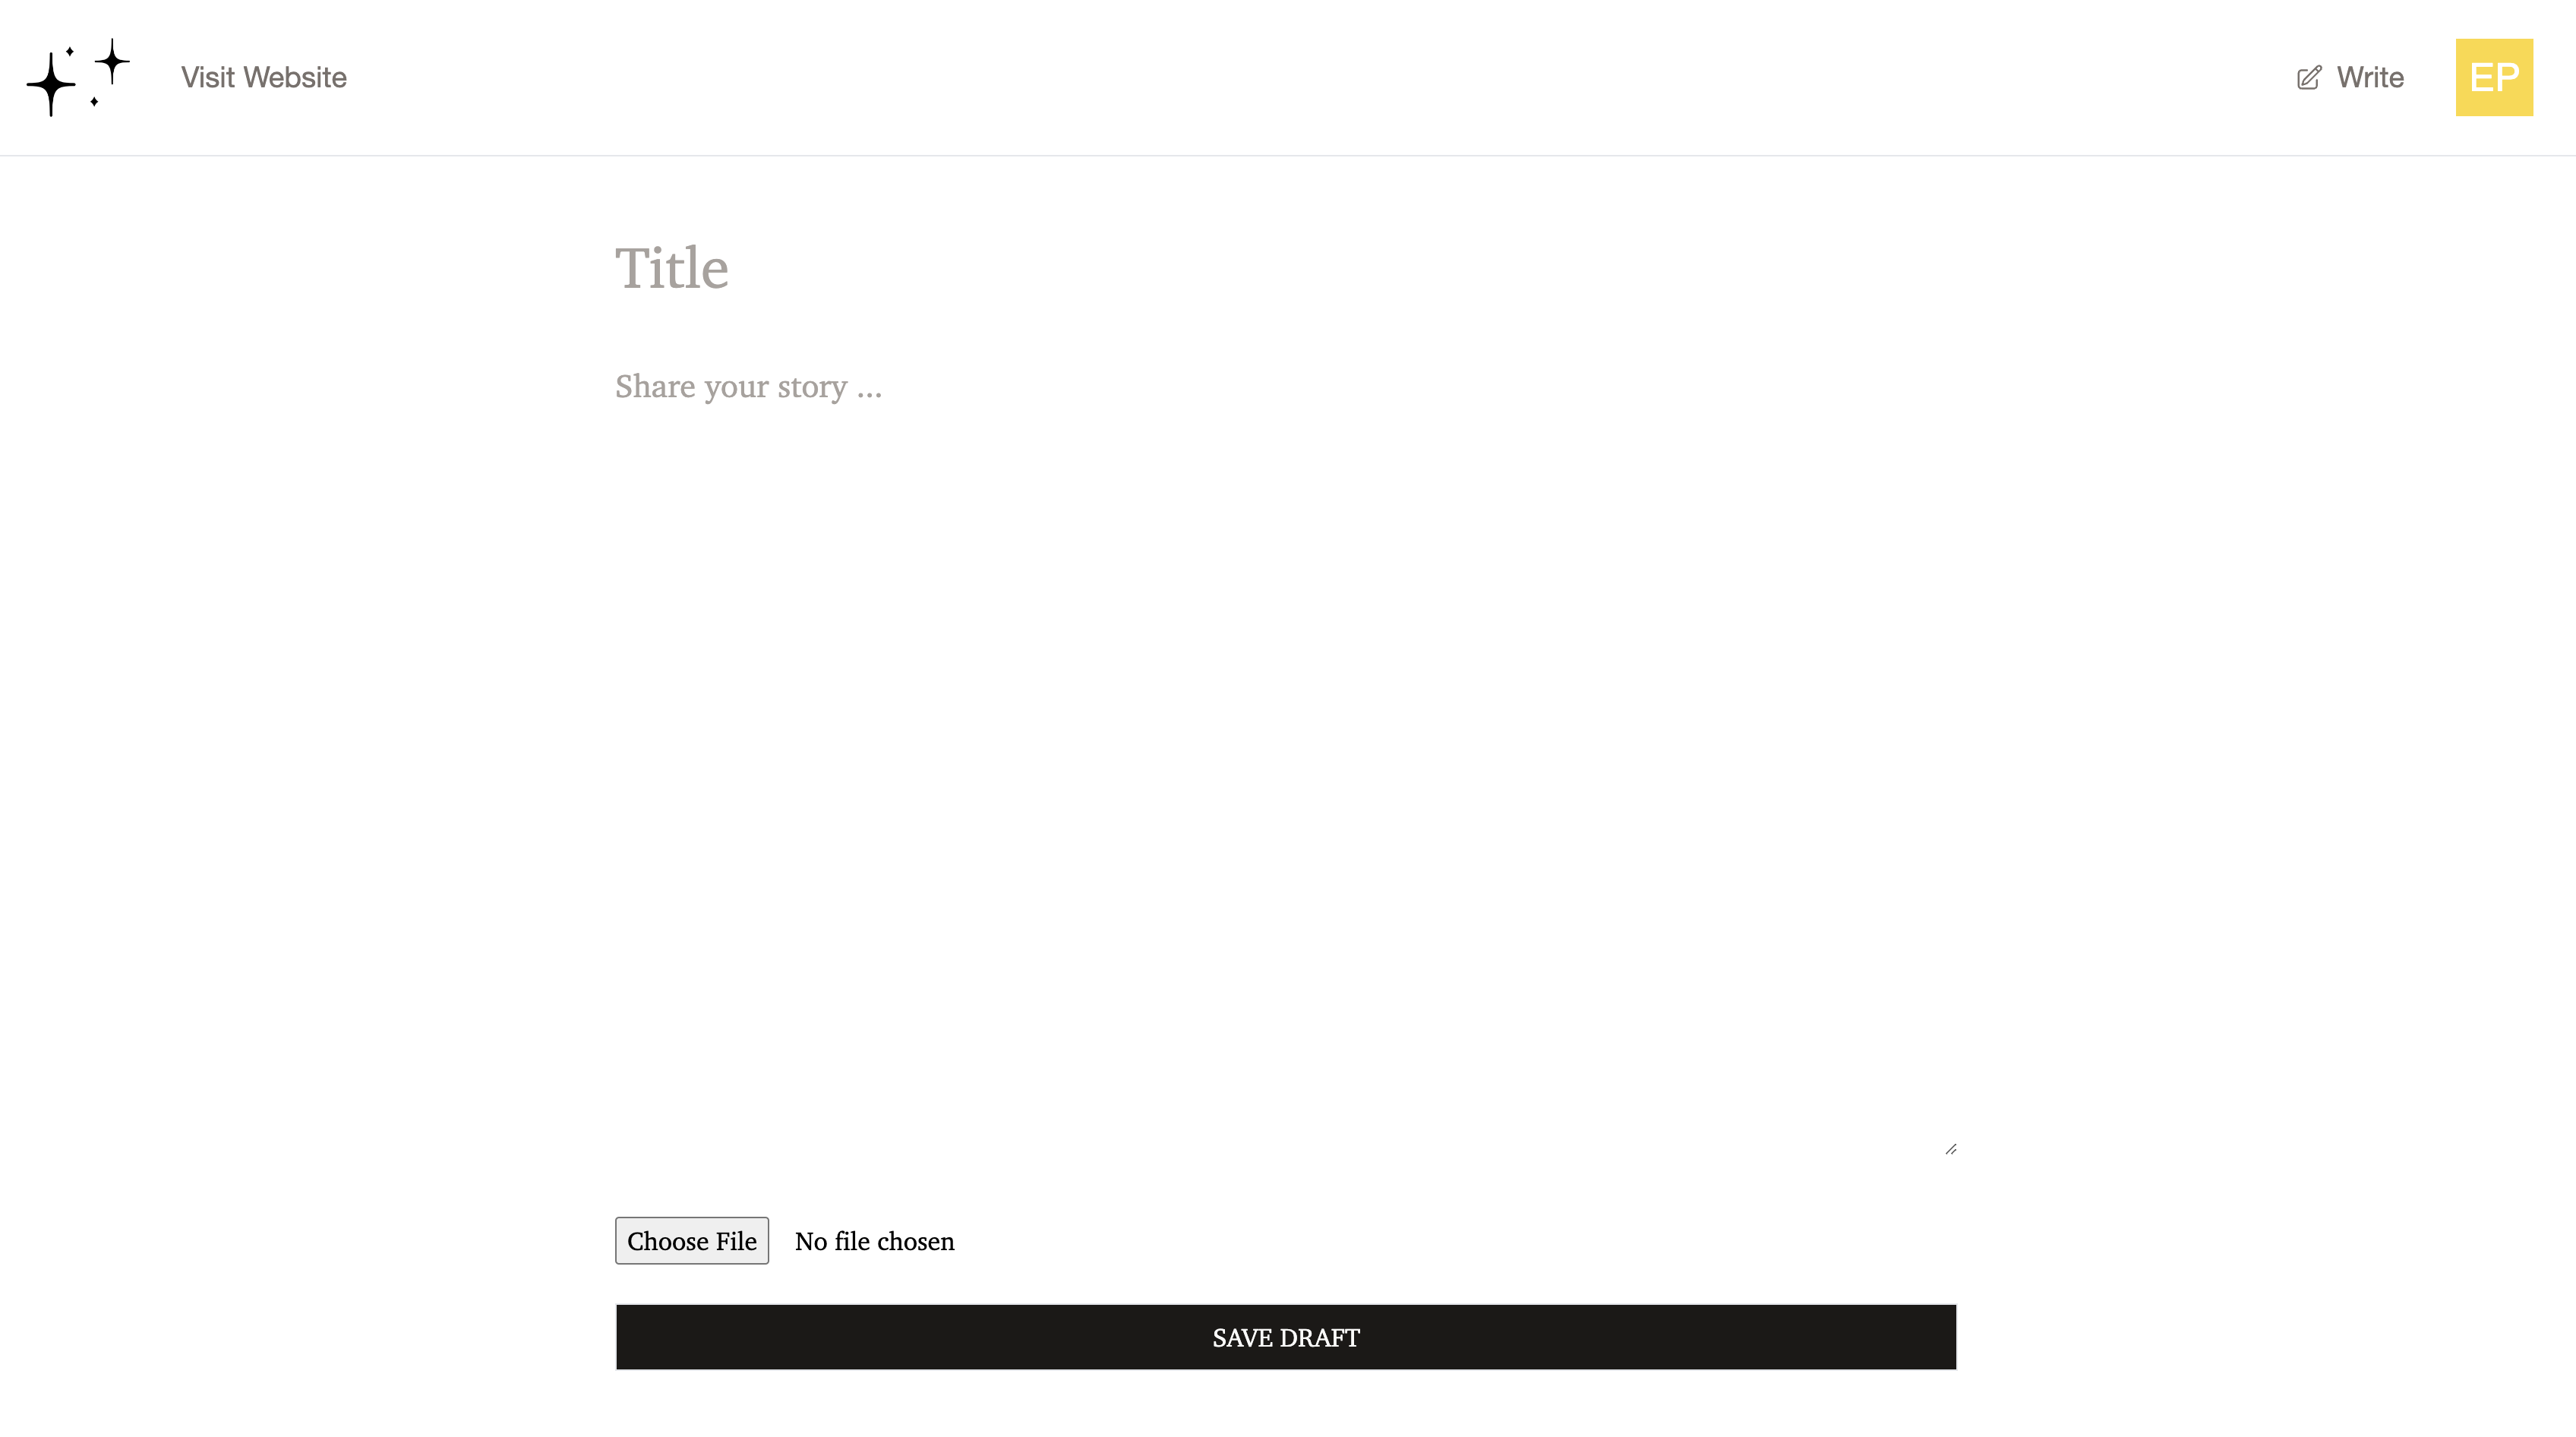 Visit Website
Write
EP
Title
Share your story ...
Choose File No file chosen
SAVE DRAFT